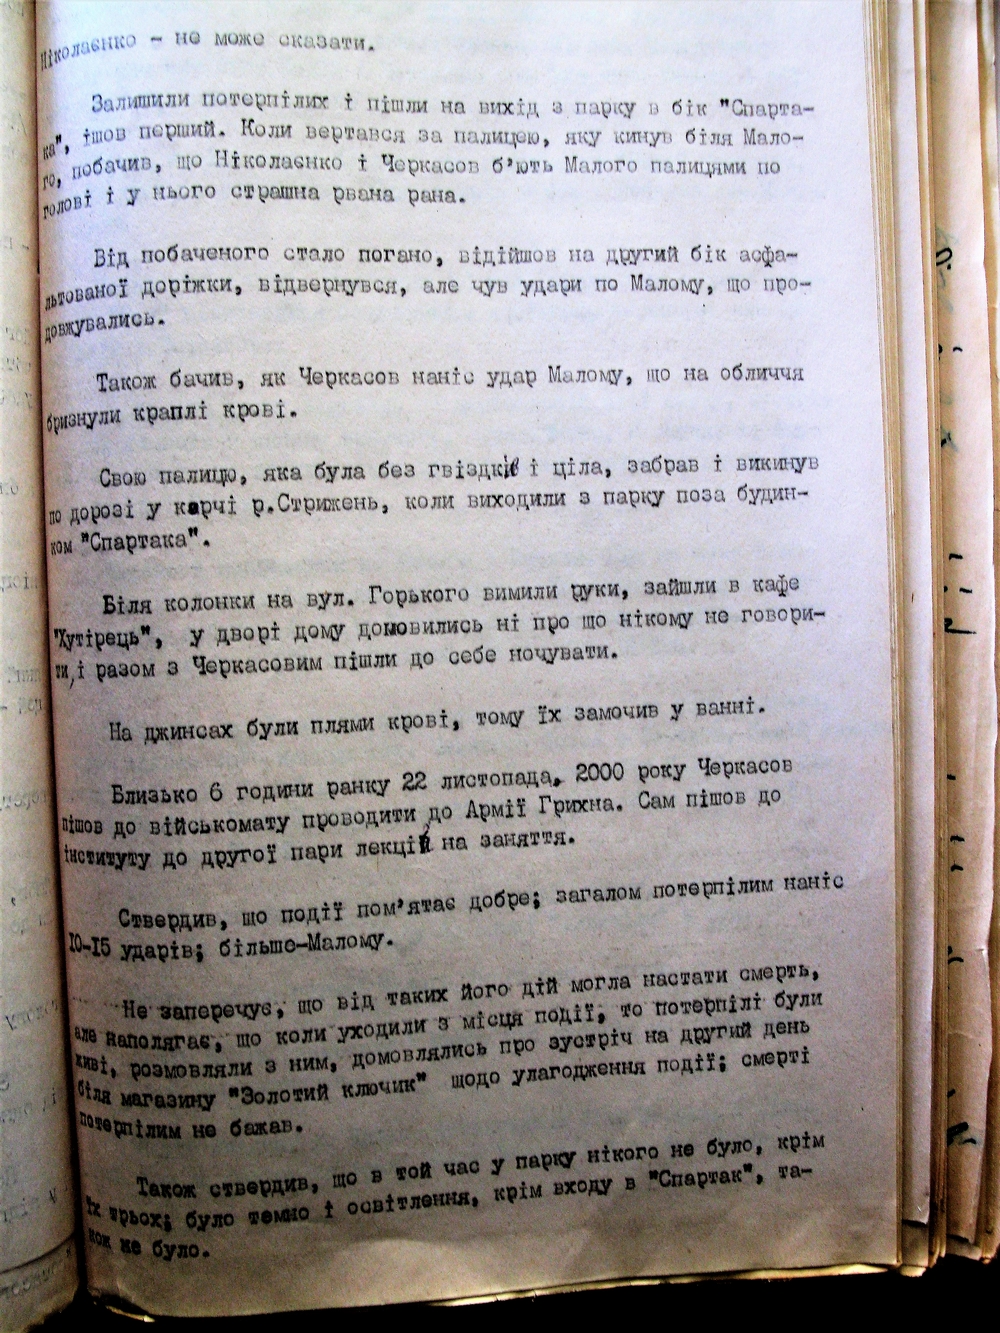 Ніколаєнко - не може сказати.
Залишили потерпілих і пішли на вихід з парку в бік "Спарта-
ка", ішов перший. Коли вертався за палицею, яку кинув біля Мало-
го, побачив, що Ніколаєнко і Черкасов б'ють Малого палицями по
голові і у нього страшна рвана рана.
Від побаченого стало погано, відійшов на другий бік асфа-
льтованої доріжки, відвернувся, але чув удари по Малому, що про-
довжувались.
Також бачив, як Черкасов наніс удар Малому, що на обличчя
бризнули краплі крові.
Свою палицю, яка була без гвіздків і ціла, забрав і викинув
по дорозі у карчі р.Стрижень, коли виходили з парку поза будин-
ком "Спартака".
Біля колонки на вул. Горького вимили руки, зайшли в кафе
"Хутірець", у дворі дому домовились ні про що нікому не говори-
ти, і разом з Черкасовим пішли до себе ночувати.
На джинсах були плями крові, тому їх замочив у ванні.
Близько 6 години ранку 22 листопада, 2000 року Черкасов
пішов до військомату проводити до Армії Грихна. Сам пішов до
інституту до другої пари лекцій на заняття.
Ствердив, що події пом'ятає добре; загалом потерпілим наніс
10-15 ударів; більше-Малому.
Не заперечує, що від таких його дій могла настати смерть,
але наполягає, що коли уходили з місця події, то потерпілі були
живі, розмовляли з ним, домовлялись про зустріч на другий день
біля магазину "Золотий ключик" щодо улагодження події; смерті
потерпілим не бажав.
Також ствердив, що в той час у парку нікого не було, крім
їх трьох; було темно і освітлення, крім входу в "Спартак", та-
кож не було.